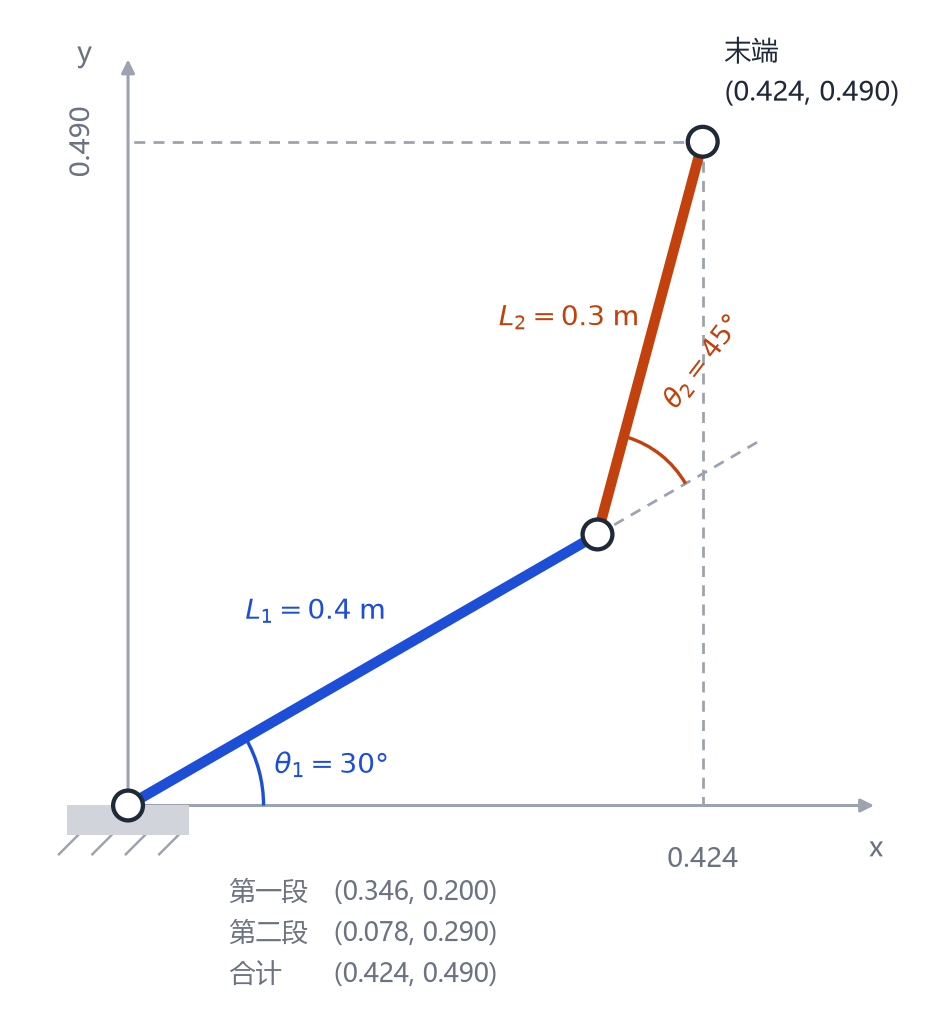 y
末端
(0.424, 0.490)
0.490
L₂ = 0.3 m
θ₂ = 45°
L₁ = 0.4 m
θ₁ = 30°
0.424
x
第一段 (0.346, 0.200)
第二段 (0.078, 0.290)
合计 (0.424, 0.490)